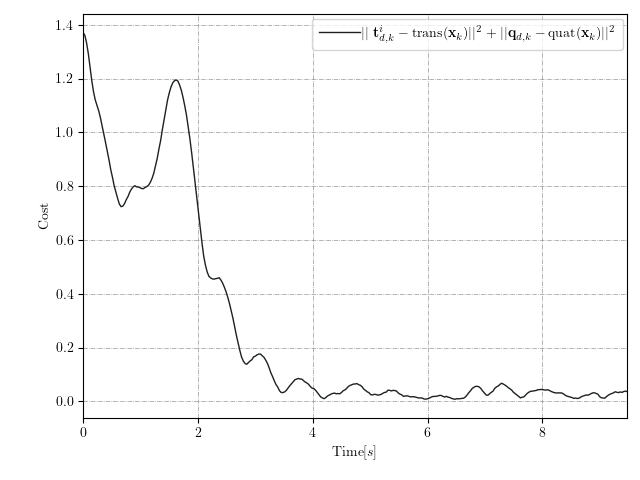 || t^i_{d,k} − trans(x_k)||² + ||q_{d,k} − quat(x_k)||²
1.4
1.2
1.0
0.8
0.6
0.4
0.2
0.0
Cost
0 2 4 6 8
Time[s]